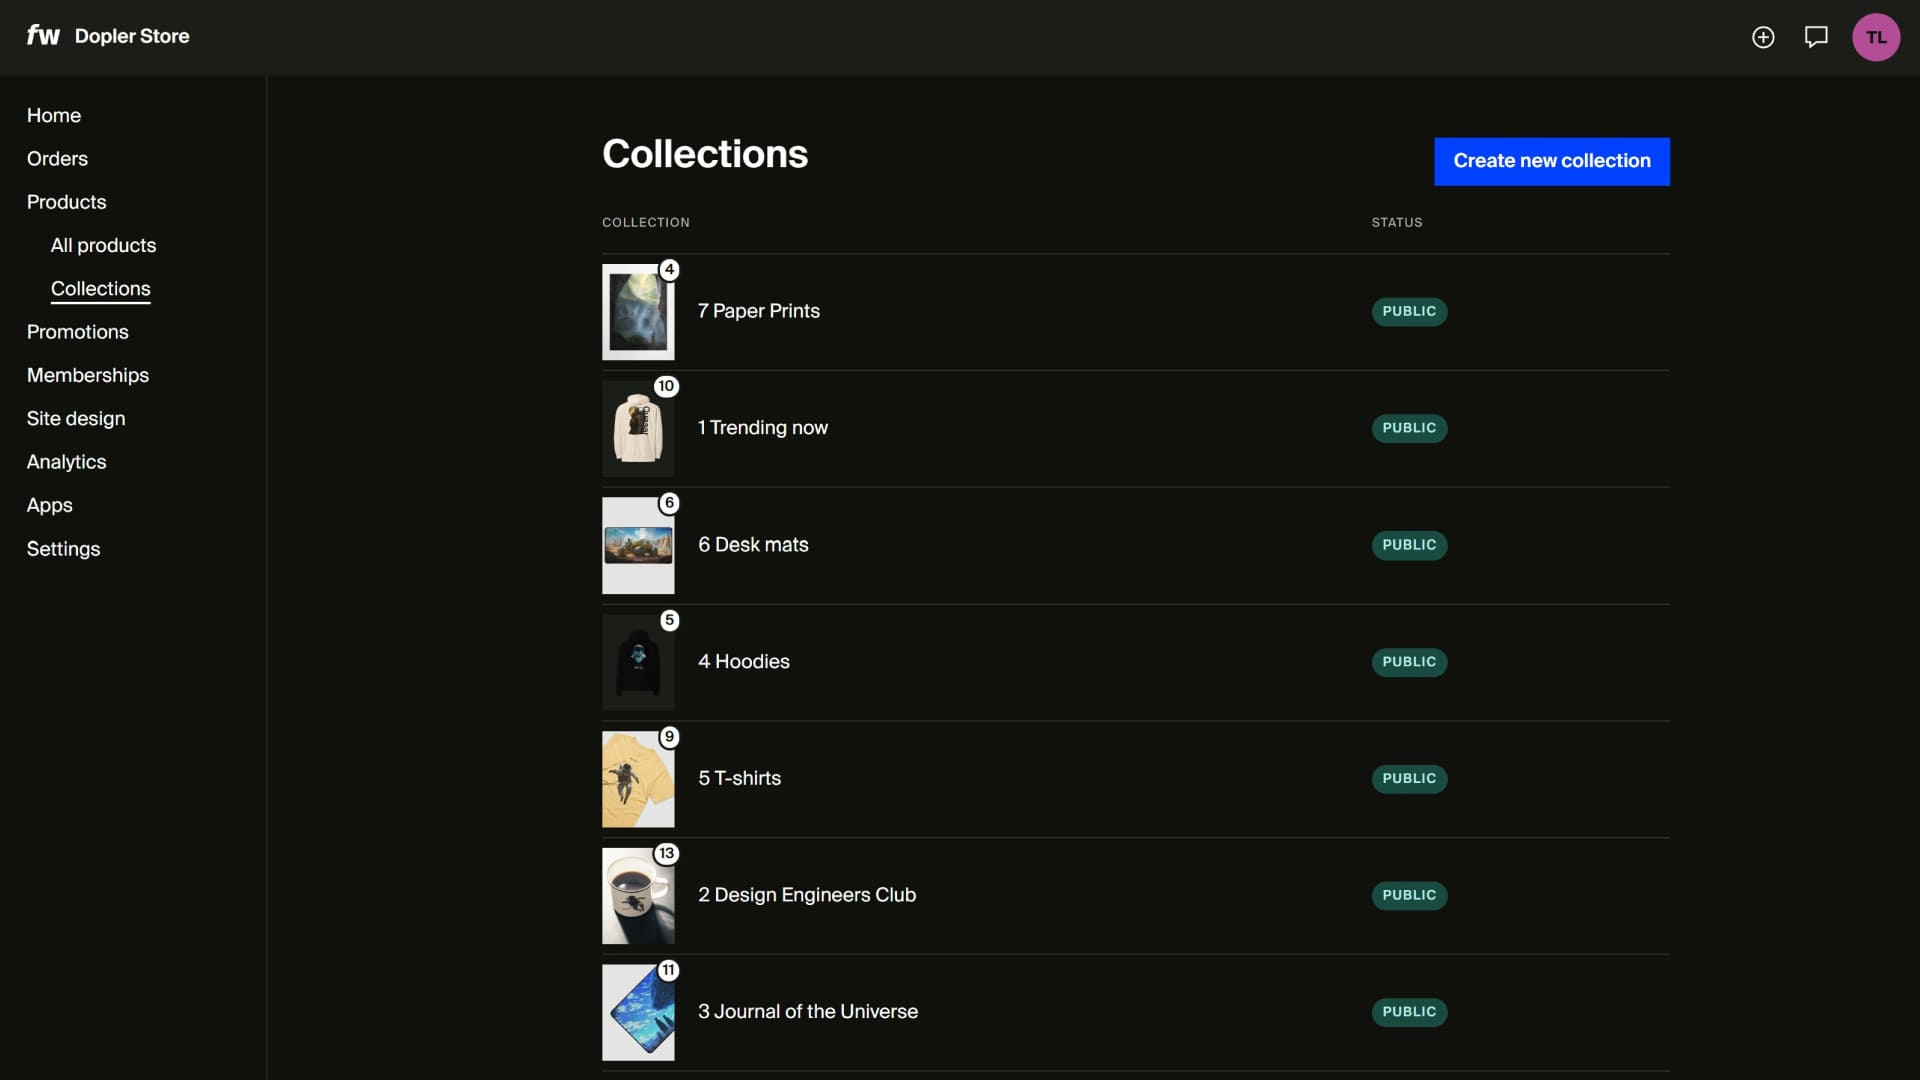 fw Dopler Store
TL
Home
Orders
Products
All products
Collections
Promotions
Memberships
Site design
Analytics
Apps
Settings
Collections
Create new collection
COLLECTION
STATUS
4
7 Paper Prints
PUBLIC
10
Quasar
1 Trending now
PUBLIC
6
6 Desk mats
PUBLIC
5
4 Hoodies
PUBLIC
9
5 T-shirts
PUBLIC
13
2 Design Engineers Club
PUBLIC
11
3 Journal of the Universe
PUBLIC